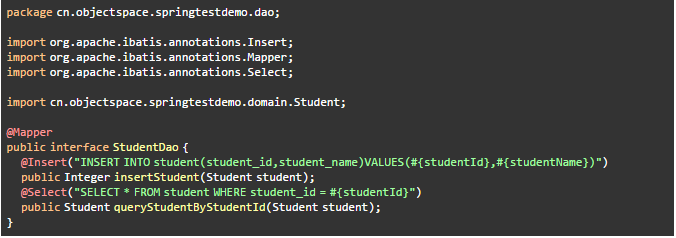 package cn.objectspace.springtestdemo.dao;
import org.apache.ibatis.annotations.Insert;
import org.apache.ibatis.annotations.Mapper;
import org.apache.ibatis.annotations.Select;
import cn.objectspace.springtestdemo.domain.Student;
@Mapper
public interface StudentDao {
@Insert("INSERT INTO student(student_id,student_name)VALUES(#{studentId},#{studentName})")
public Integer insertStudent(Student student);
@Select("SELECT * FROM student WHERE student_id = #{studentId}")
public Student queryStudentByStudentId(Student student);
}